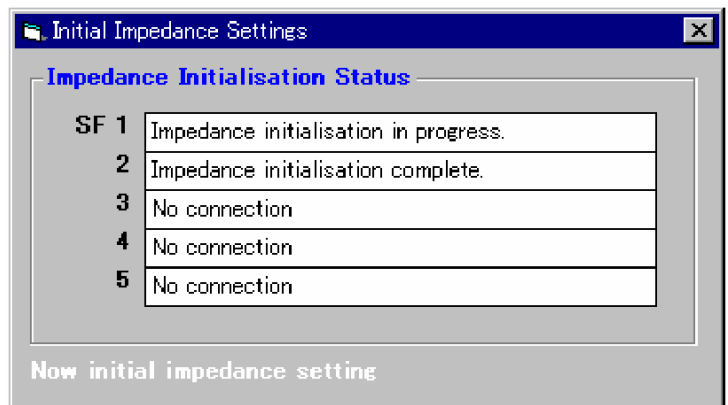 Initial Impedance Settings
Impedance Initialisation Status
SF 1 Impedance initialisation in progress.
2 Impedance initialisation complete.
3 No connection
4 No connection
5 No connection
Now initial impedance setting